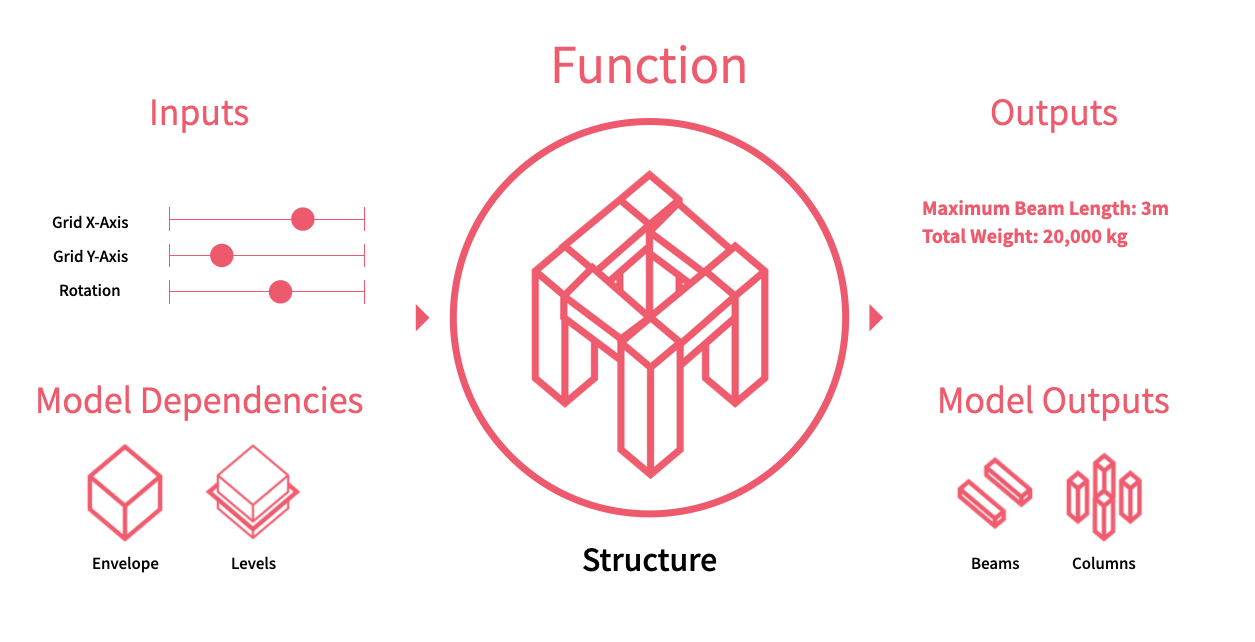 Function
Inputs
Outputs
Grid X-Axis
Grid Y-Axis
Rotation
Maximum Beam Length: 3m
Total Weight: 20,000 kg
Model Dependencies
Model Outputs
Envelope
Levels
Structure
Beams
Columns